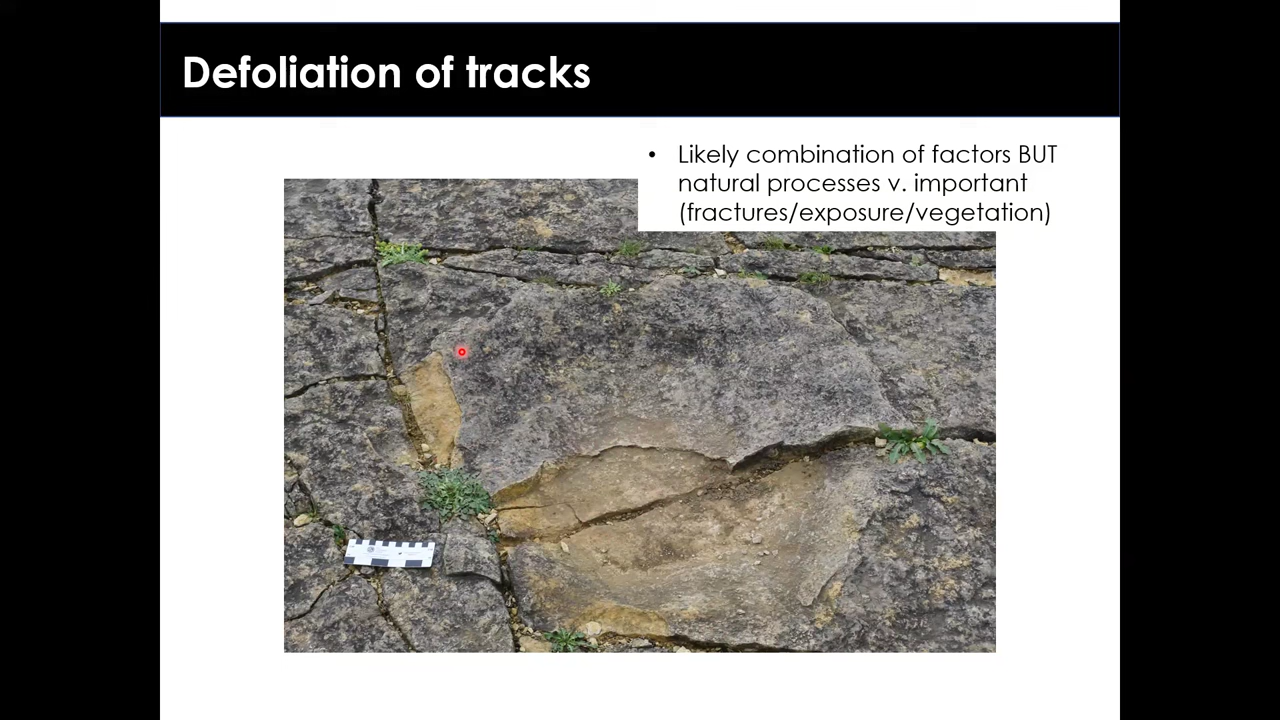 Defoliation of tracks
• Likely combination of factors BUT
natural processes v. important
(fractures/exposure/vegetation)